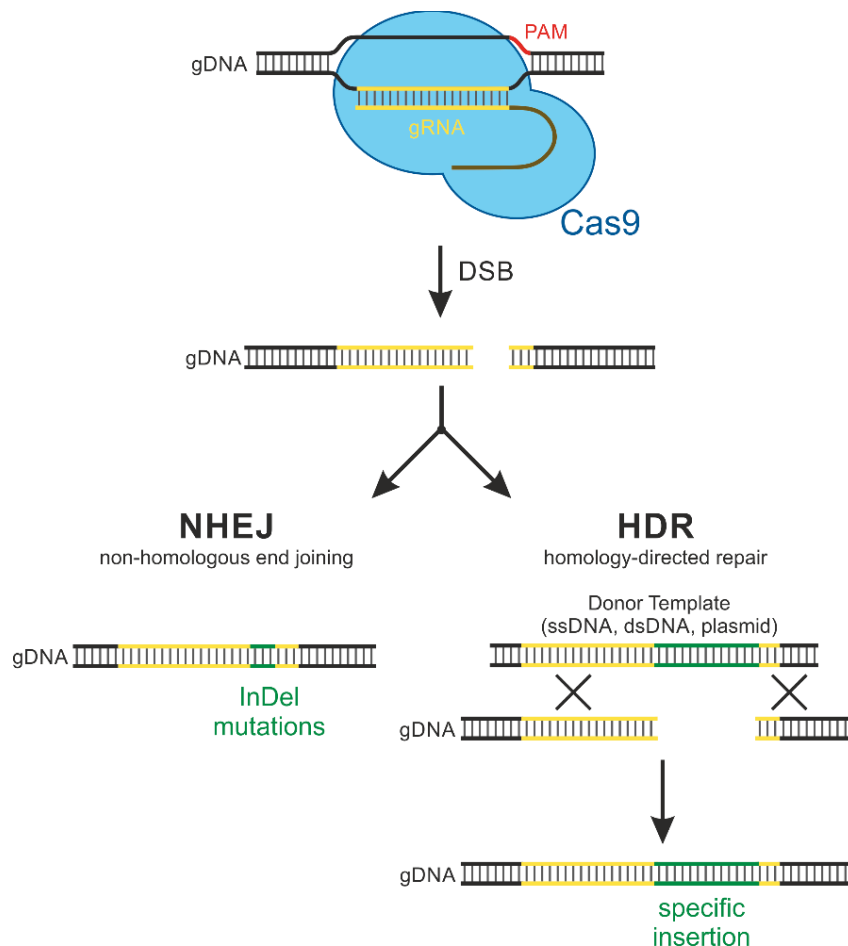 PAM
gDNA
gRNA
Cas9
DSB
gDNA
NHEJ
non-homologous end joining
HDR
homology-directed repair
Donor Template
(ssDNA, dsDNA, plasmid)
gDNA
InDel
mutations
gDNA
gDNA
specific
insertion